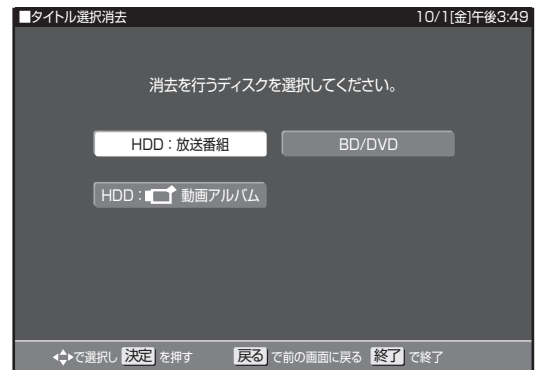 ■タイトル選択消去 10/1[金]午後3:49
消去を行うディスクを選択してください。
HDD：放送番組 BD/DVD
HDD： 動画アルバム
で選択し 決定 を押す 戻る で前の画面に戻る 終了 で終了